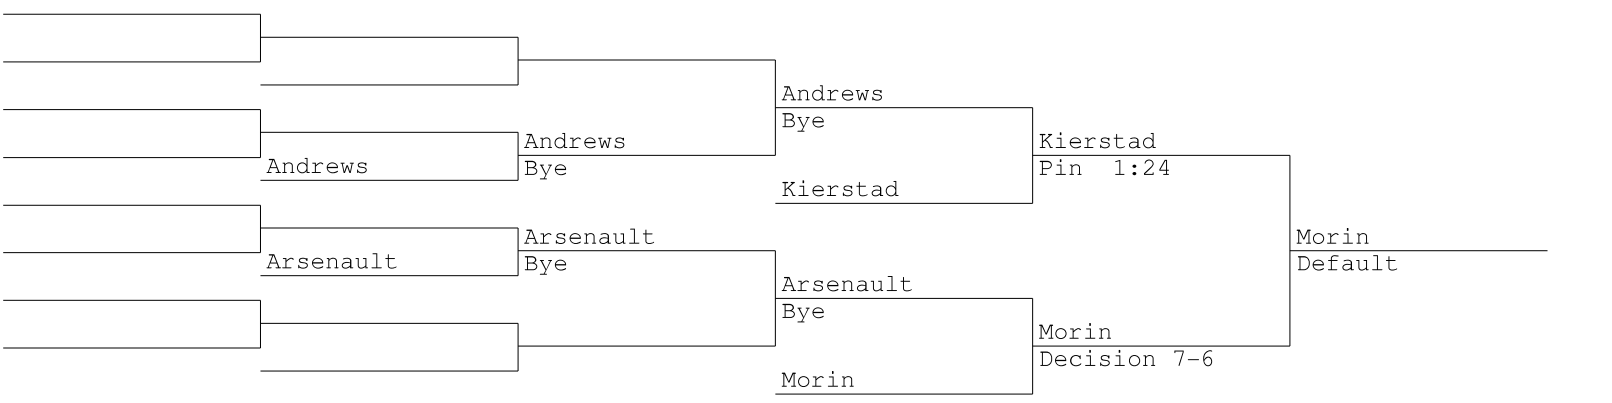 Andrews
Bye
Andrews
Kierstad
Bye
Pin  1:24
Andrews
Kierstad
Arsenault
Morin
Arsenault
Bye
Default
Arsenault
Bye
Morin
Decision 7-6
Morin